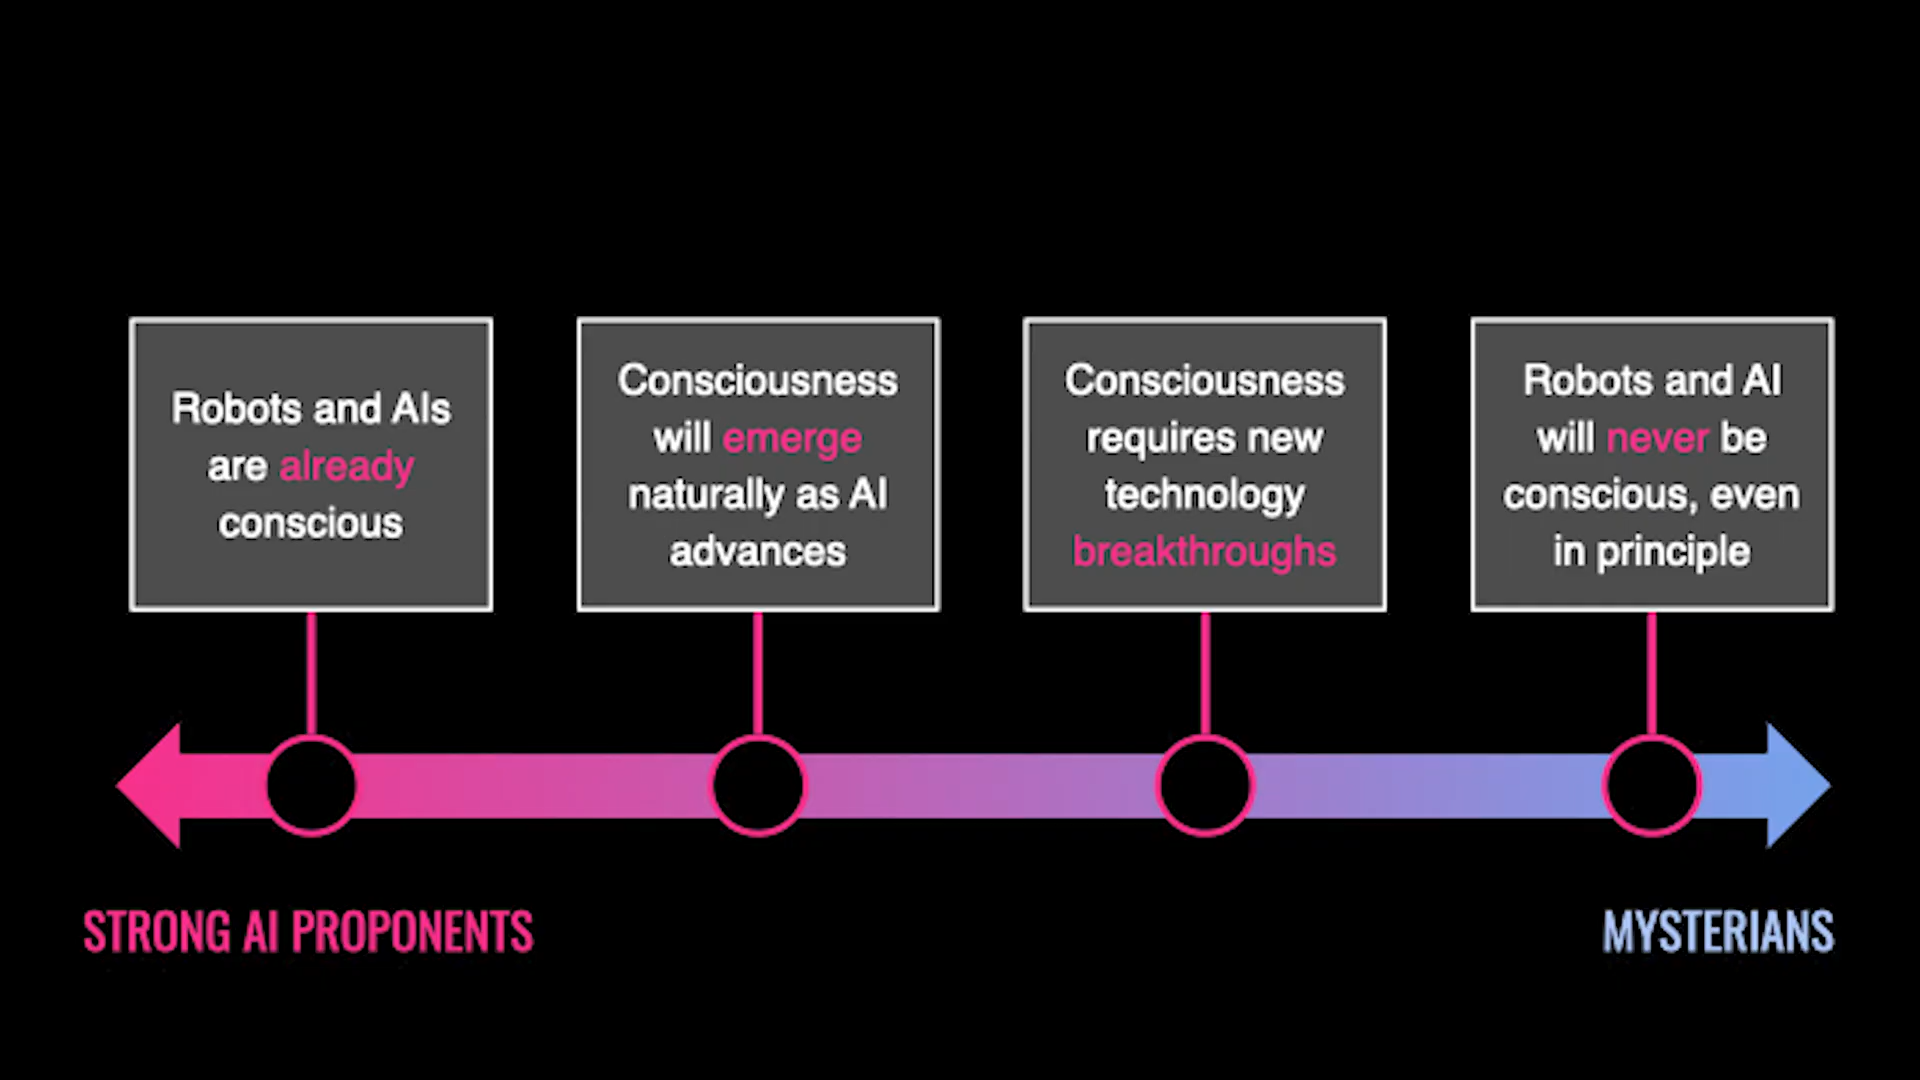 Robots and AIs
are already
conscious
Consciousness
will emerge
naturally as AI
advances
Consciousness
requires new
technology
breakthroughs
Robots and AI
will never be
conscious, even
in principle
STRONG AI PROPONENTS
MYSTERIANS